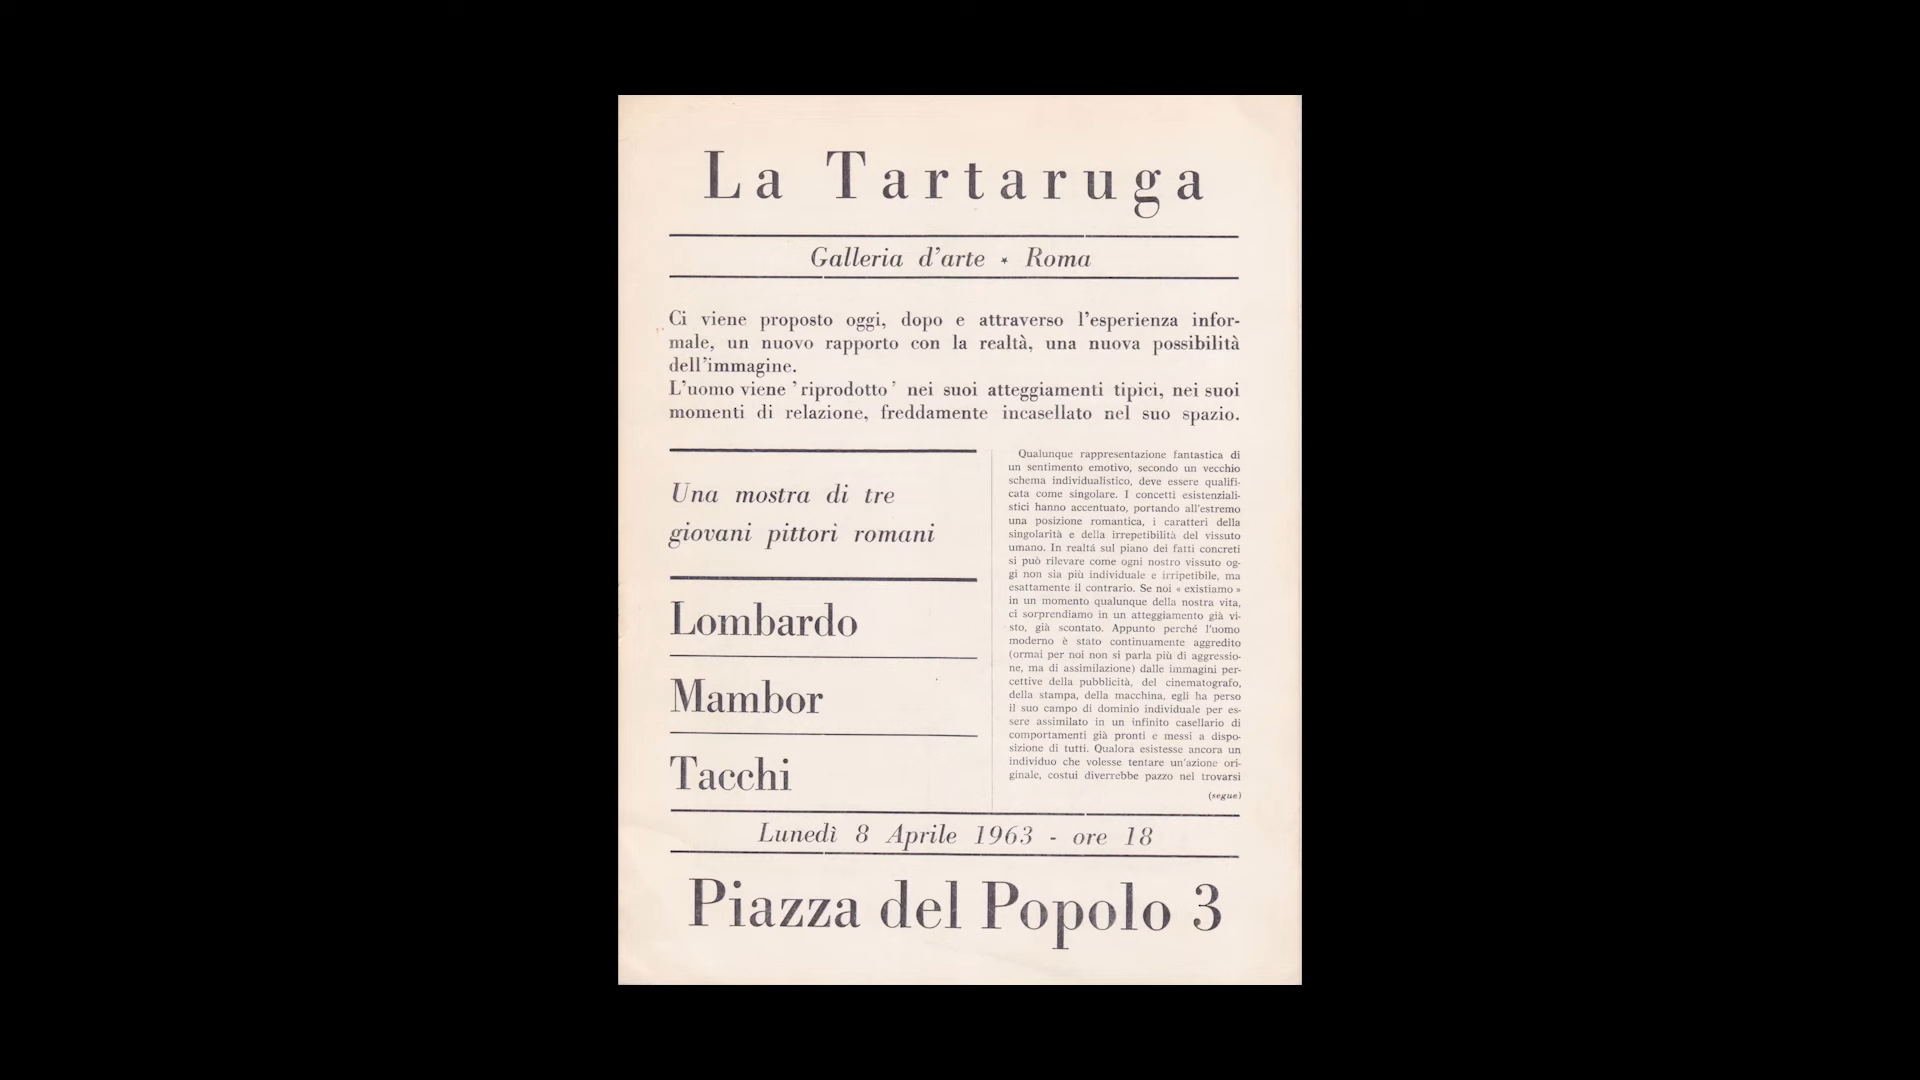 La Tartaruga
Galleria d'arte ⋆ Roma
Ci viene proposto oggi, dopo e attraverso l'esperienza infor-
male, un nuovo rapporto con la realtà, una nuova possibilità
dell'immagine.
L'uomo viene 'riprodotto' nei suoi atteggiamenti tipici, nei suoi
momenti di relazione, freddamente incasellato nel suo spazio.
Una mostra di tre
giovani pittori romani
Lombardo
Mambor
Tacchi
Qualunque rappresentazione fantastica di
un sentimento emotivo, secondo un vecchio
schema individualistico, deve essere qualifi-
cata come singolare. I concetti esistenziali-
stici hanno accentuato, portando all'estremo
una posizione romantica, i caratteri della
singolarità e della irrepetibilità del vissuto
umano. In realtá sul piano dei fatti concreti
si può rilevare come ogni nostro vissuto og-
gi non sia più individuale e irripetibile, ma
esattamente il contrario. Se noi « existiamo »
in un momento qualunque della nostra vita,
ci sorprendiamo in un atteggiamento già vi-
sto, già scontato. Appunto perché l'uomo
moderno è stato continuamente aggredito
(ormai per noi non si parla più di aggressio-
ne, ma di assimilazione) dalle immagini per-
cettive della pubblicità, del cinematografo,
della stampa, della macchina, egli ha perso
il suo campo di dominio individuale per es-
sere assimilato in un infinito casellario di
comportamenti già pronti e messi a dispo-
sizione di tutti. Qualora esistesse ancora un
individuo che volesse tentare un'azione ori-
ginale, costui diverrebbe pazzo nel trovarsi
(segue)
Lunedì 8 Aprile 1963 - ore 18
Piazza del Popolo 3